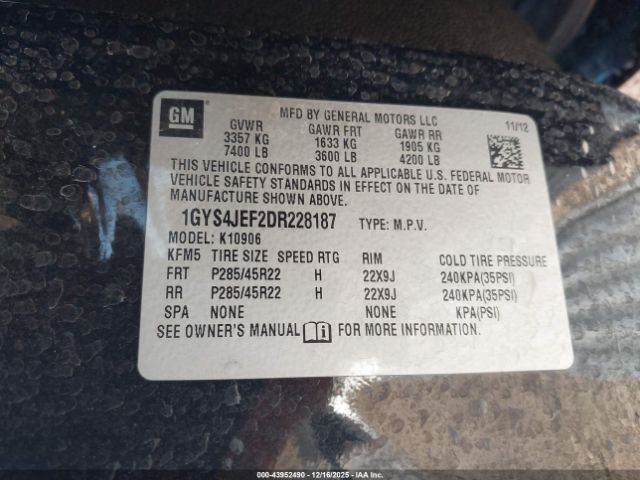 GM
MFD BY GENERAL MOTORS LLC
11/12
GVWR GAWR FRT GAWR RR
3357 KG 1633 KG 1905 KG
7400 LB 3600 LB 4200 LB
THIS VEHICLE CONFORMS TO ALL APPLICABLE U.S. FEDERAL MOTOR
VEHICLE SAFETY STANDARDS IN EFFECT ON THE DATE OF
MANUFACTURE SHOWN ABOVE.
1GYS4JEF2DR228187 TYPE: M.P.V.
MODEL: K10906
KFM5 TIRE SIZE SPEED RTG RIM COLD TIRE PRESSURE
FRT P285/45R22 H 22X9J 240KPA(35PSI)
RR P285/45R22 H 22X9J 240KPA(35PSI)
SPA NONE NONE KPA(PSI)
SEE OWNER'S MANUAL FOR MORE INFORMATION.
000-43952490 - 12/16/2025 - IAA, Inc.